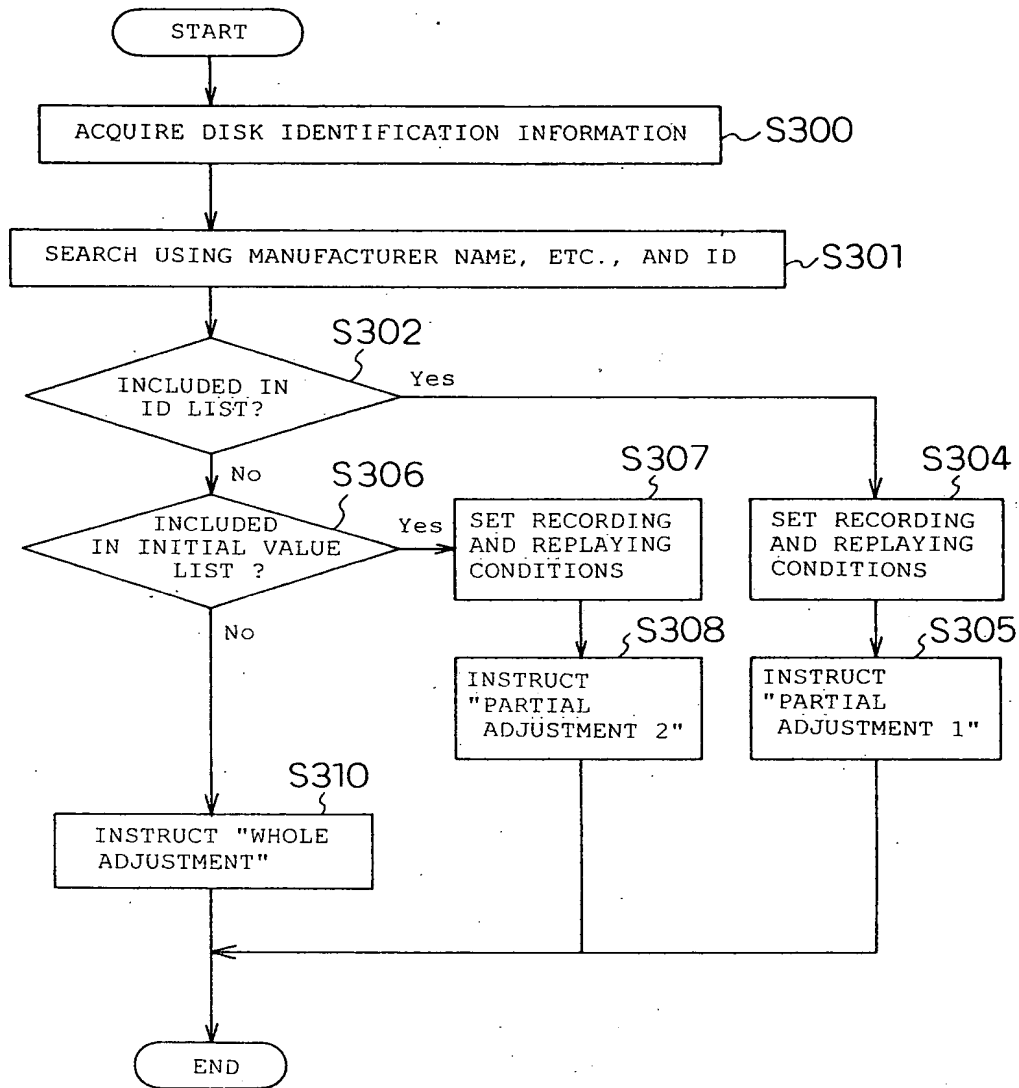 START
ACQUIRE DISK IDENTIFICATION INFORMATION
S300
SEARCH USING MANUFACTURER NAME, ETC., AND ID
S301
S302
INCLUDED IN
ID LIST?
Yes
No
S306
INCLUDED
IN INITIAL VALUE
LIST ?
Yes
No
S307
SET RECORDING
AND REPLAYING
CONDITIONS
S304
SET RECORDING
AND REPLAYING
CONDITIONS
S308
INSTRUCT
"PARTIAL
ADJUSTMENT 2"
S305
INSTRUCT
"PARTIAL
ADJUSTMENT 1"
S310
INSTRUCT "WHOLE
ADJUSTMENT"
END